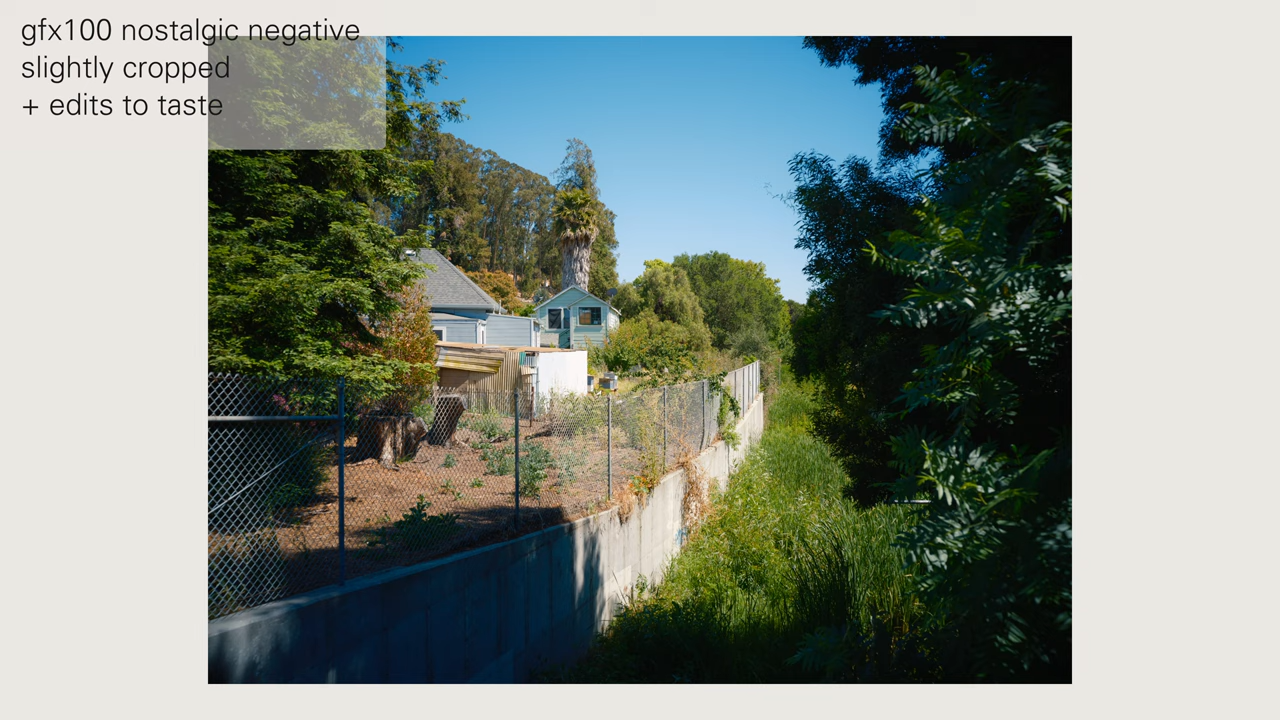 gfx100 nostalgic negative
slightly cropped
+ edits to taste